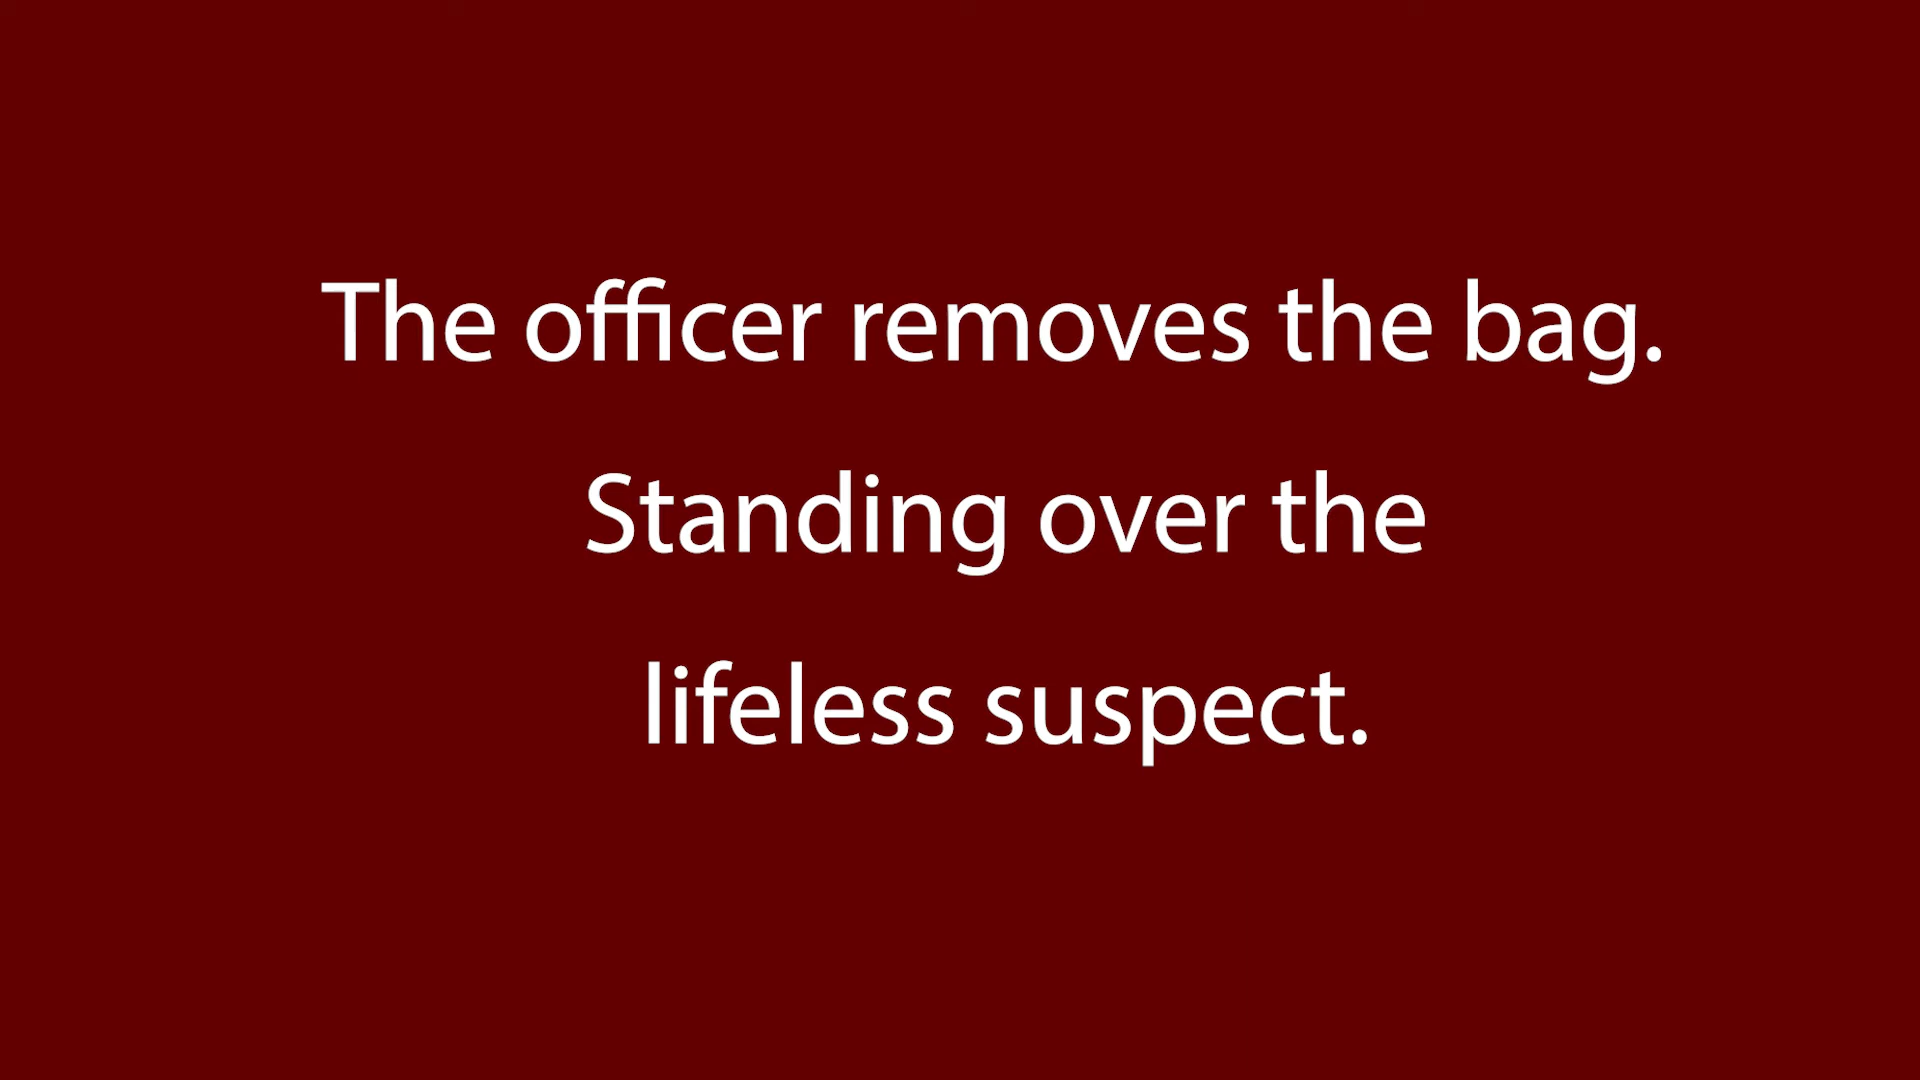 The officer removes the bag.
Standing over the
lifeless suspect.